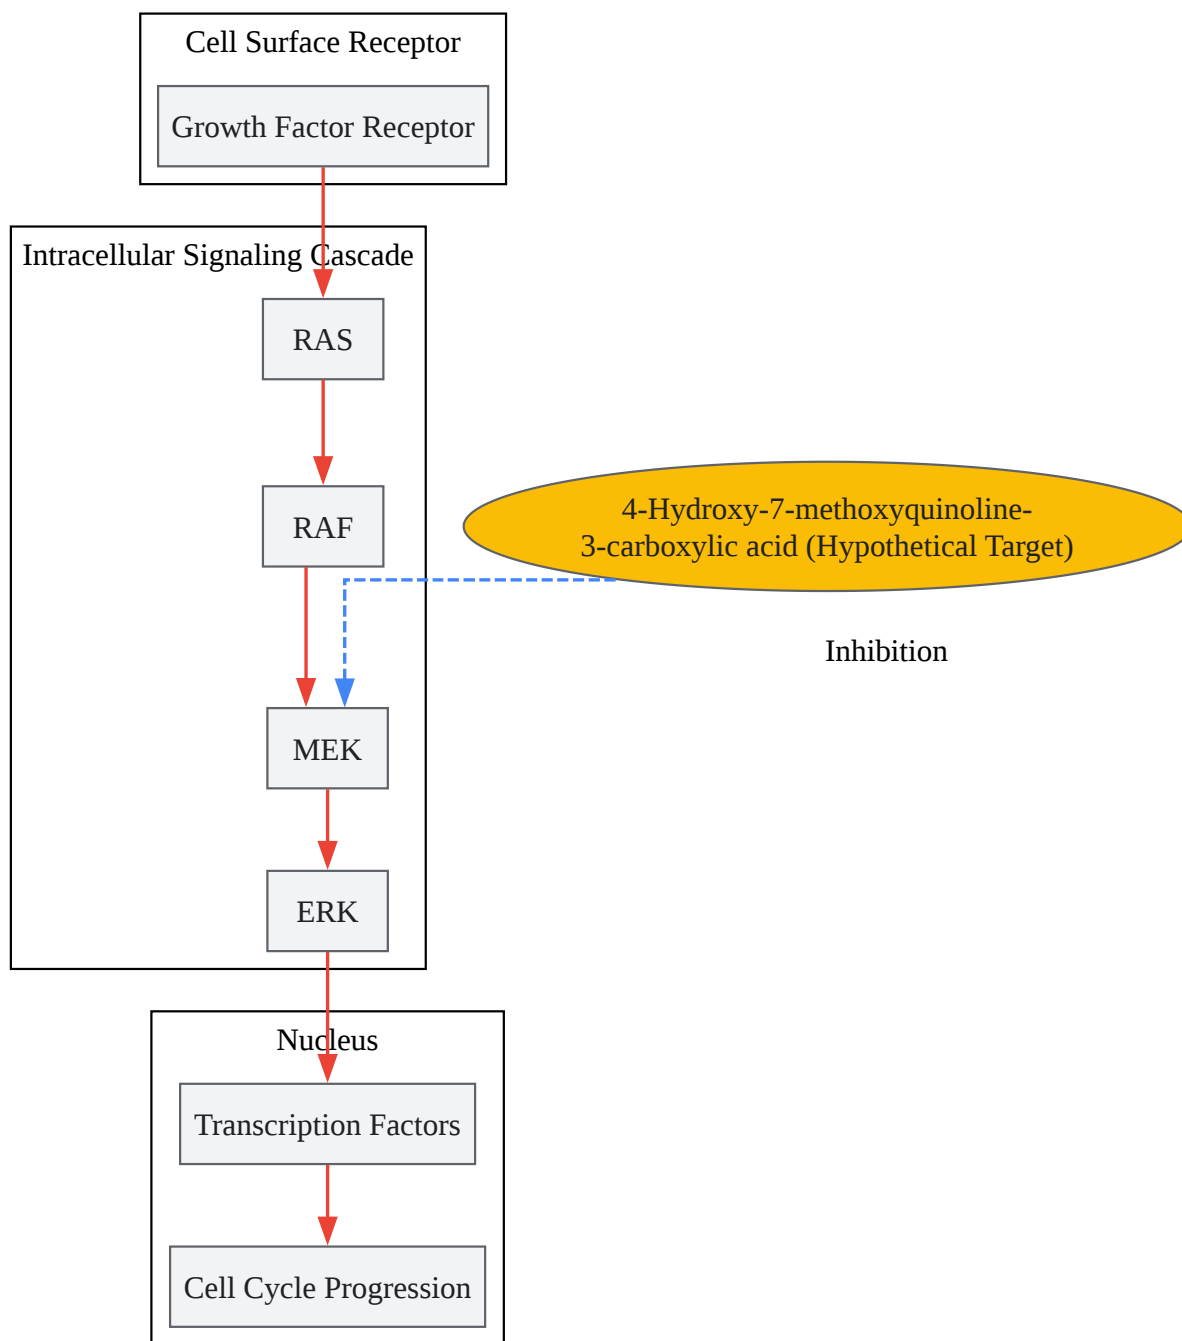 Cell Surface Receptor
Growth Factor Receptor
Intracellular Signaling Cascade
RAS
RAF
4-Hydroxy-7-methoxyquinoline-
3-carboxylic acid (Hypothetical Target)
Inhibition
MEK
ERK
Nucleus
Transcription Factors
Cell Cycle Progression